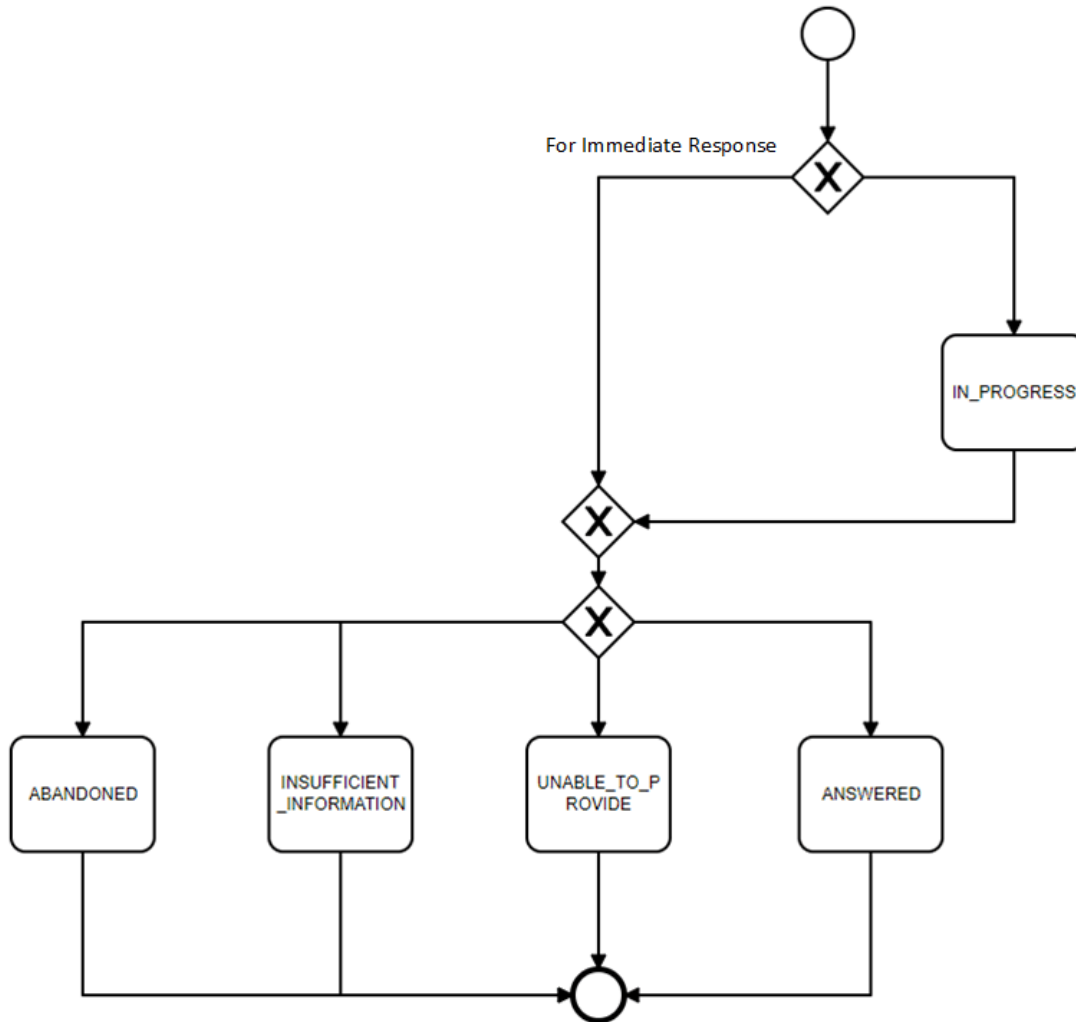 For Immediate Response
X
IN_PROGRESS
X
X
ABANDONED
INSUFFICIENT
_INFORMATION
UNABLE_TO_P
ROVIDE
ANSWERED